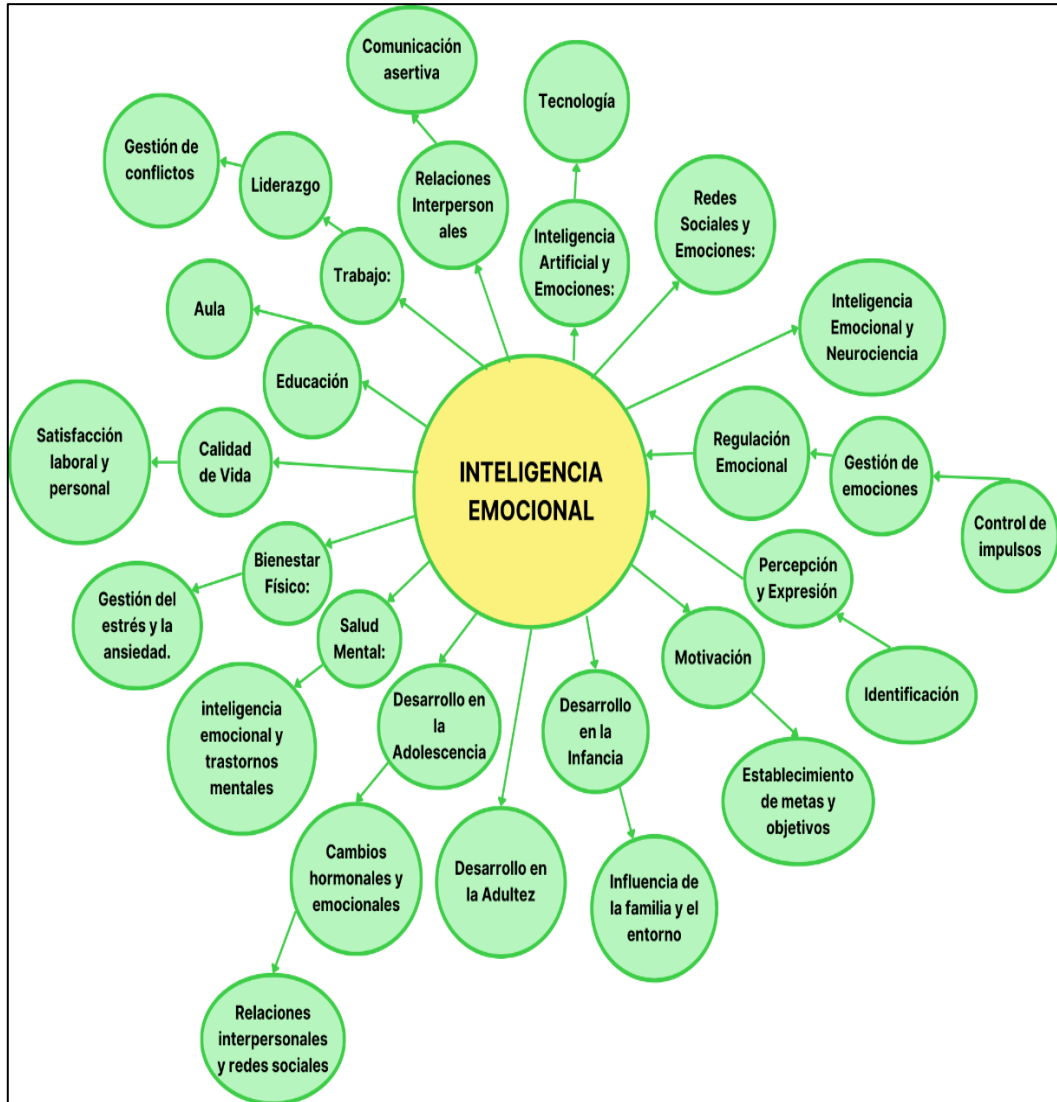 Comunicación
asertiva
Tecnología
Gestión de
conflictos
Liderazgo
Relaciones
Interperson
ales
Redes
Sociales y
Emociones:
Inteligencia
Artificial y
Emociones:
Trabajo:
Aula
Inteligencia
Emocional y
Neurociencia
Educación
Satisfacción
laboral y
personal
Calidad
de Vida
INTELIGENCIA
EMOCIONAL
Regulación
Emocional
Gestión de
emociones
Control de
impulsos
Bienestar
Físico:
Percepción
y Expresión
Gestión del
estrés y la
ansiedad.
Salud
Mental:
Motivación
Identificación
inteligencia
emocional y
trastornos
mentales
Desarrollo en
la
Adolescencia
Desarrollo
en la
Infancia
Establecimiento
de metas y
objetivos
Cambios
hormonales y
emocionales
Desarrollo en
la Adultez
Influencia de
la familia y el
entorno
Relaciones
interpersonales
y redes sociales